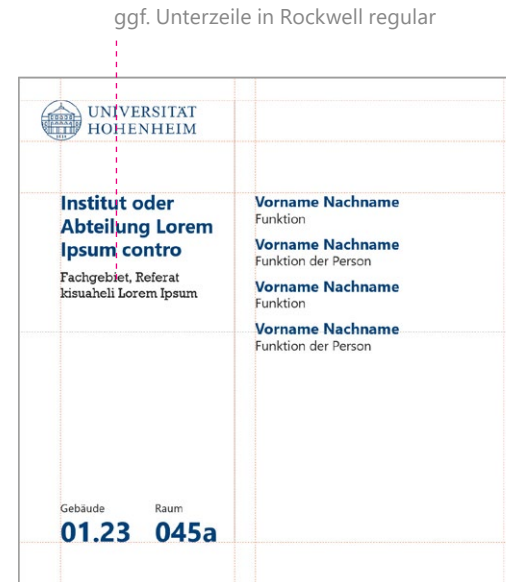 ggf. Unterzeile in Rockwell regular
UNIVERSITÄT
HOHENHEIM
Institut oder
Abteilung Lorem
Ipsum contro
Fachgebiet, Referat
kisuaheli Lorem Ipsum
Vorname Nachname
Funktion
Vorname Nachname
Funktion der Person
Vorname Nachname
Funktion
Vorname Nachname
Funktion der Person
Gebäude
Raum
01.23
045a